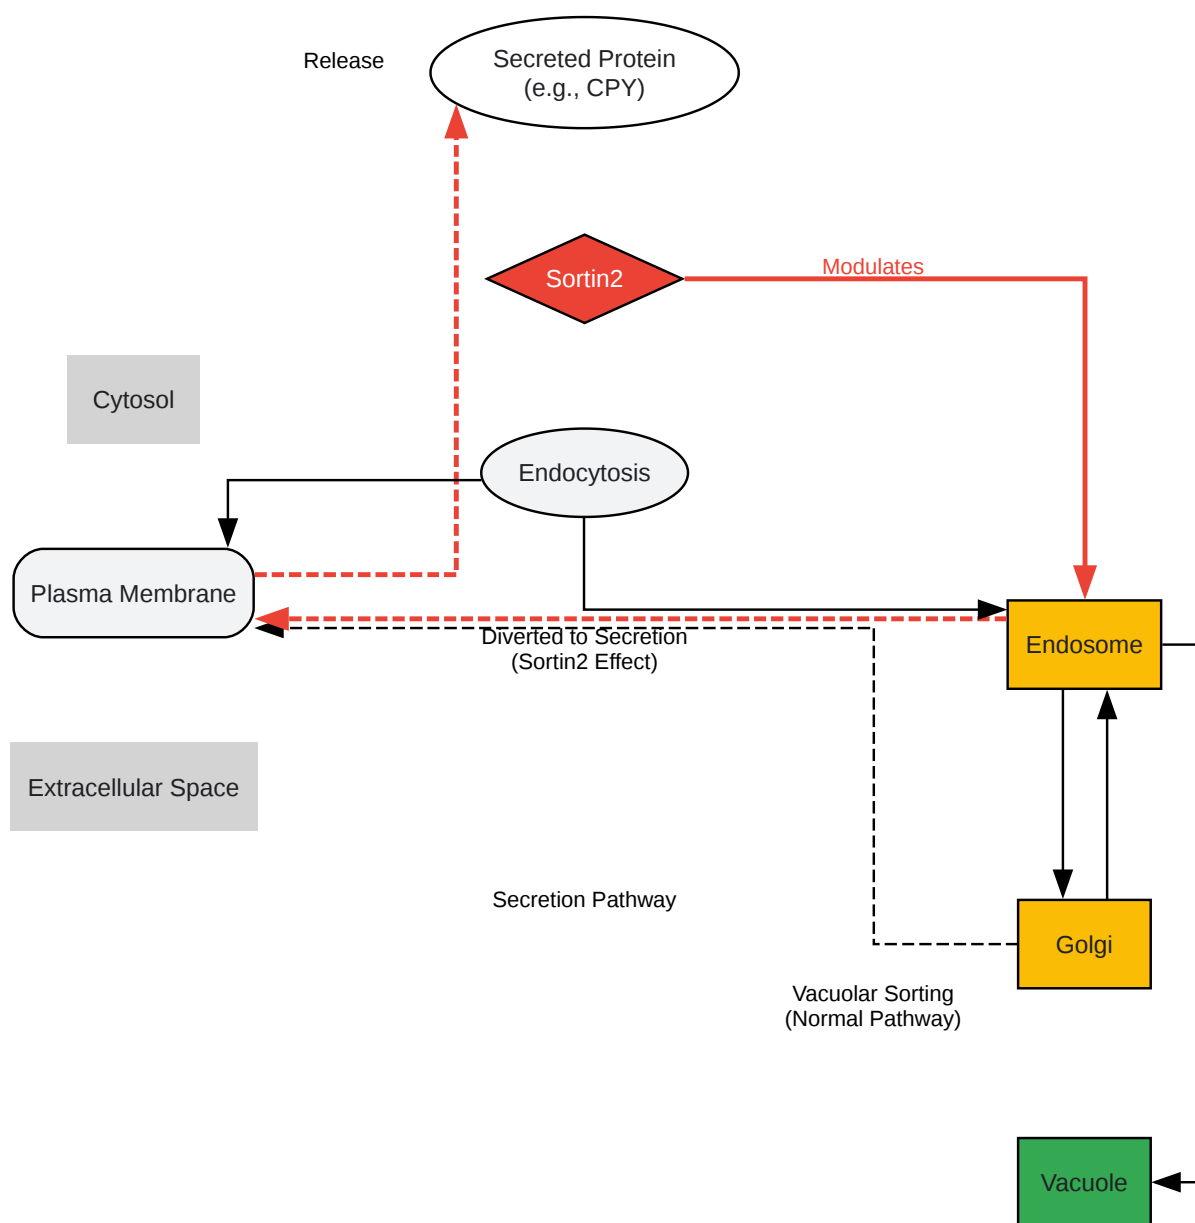 Release
Secreted Protein
(e.g., CPY)
Modulates
Sortin2
Cytosol
Endocytosis
Plasma Membrane
Diverted to Secretion
(Sortin2 Effect)
Endosome
Extracellular Space
Secretion Pathway
Golgi
Vacuolar Sorting
(Normal Pathway)
Vacuole